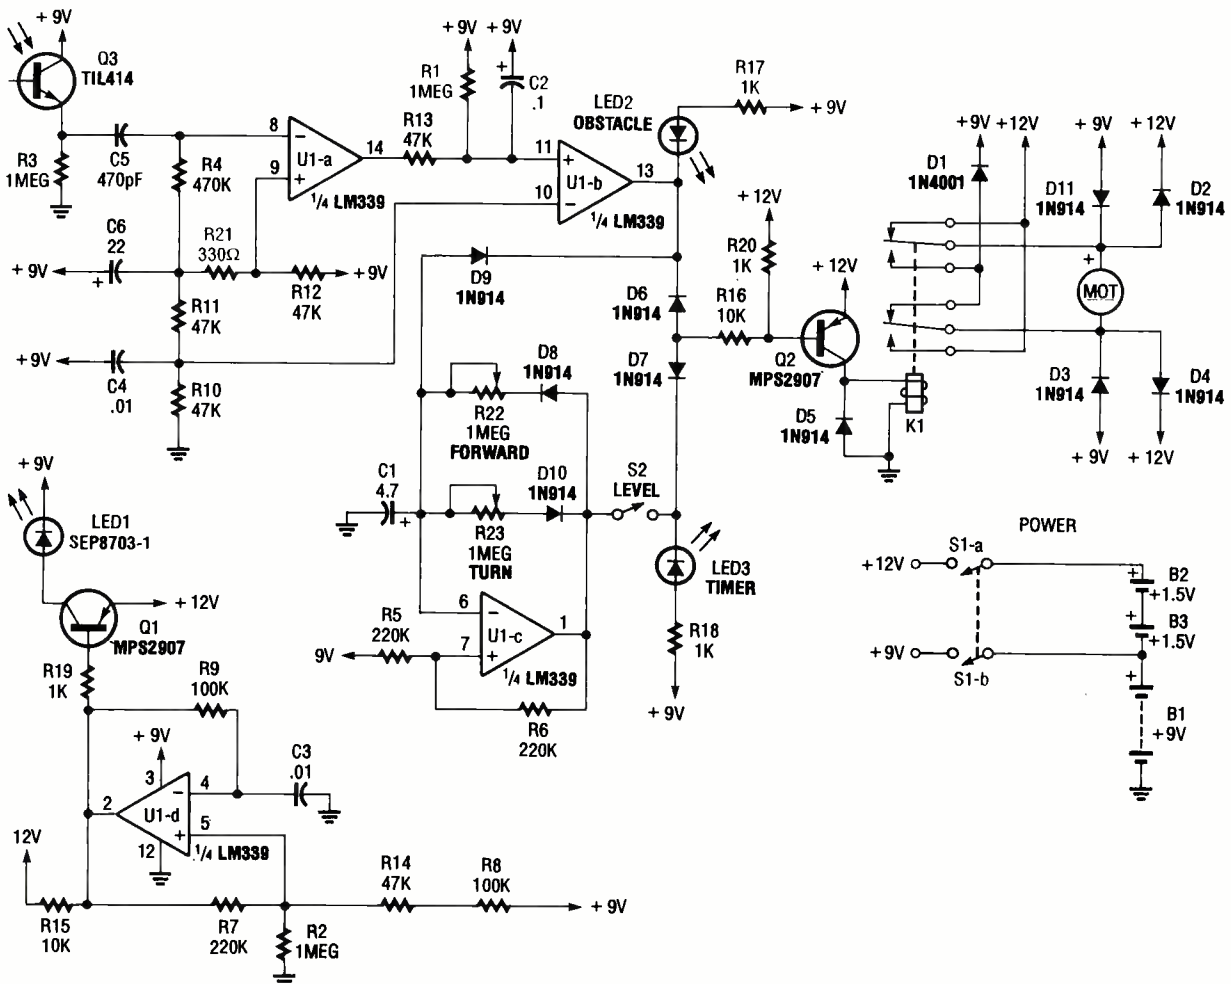 +9V
Q3
TIL414
R3
1MEG
C5
470pF
R4
470K
8
−
9
+
U1-a
14
1/4 LM339
R13
47K
+9V
R1
1MEG
+9V
+
C2
.1
11
+
10
−
U1-b
13
1/4 LM339
LED2
OBSTACLE
R17
1K
+9V
C6
22
+9V
+
R21
330Ω
R12
47K
+9V
R11
47K
+9V
C4
.01
R10
47K
D9
1N914
D6
1N914
D7
1N914
+12V
R20
1K
R16
10K
+12V
Q2
MPS2907
D5
1N914
K1
+9V
+12V
D1
1N4001
+9V
D11
1N914
+12V
D2
1N914
+
MOT
D3
1N914
D4
1N914
+9V
+12V
D8
1N914
R22
1MEG
FORWARD
C1
4.7
+
D10
1N914
R23
1MEG
TURN
S2
LEVEL
LED3
TIMER
R18
1K
+9V
6
−
7
+
U1-c
1
1/4 LM339
R5
220K
9V
R6
220K
+9V
LED1
SEP8703-1
+12V
Q1
MPS2907
R19
1K
R9
100K
+9V
3
4
−
5
+
U1-d
2
12
1/4 LM339
C3
.01
12V
R15
10K
R7
220K
R2
1MEG
R14
47K
R8
100K
+9V
POWER
S1-a
+12V
+9V
S1-b
+
B2
+1.5V
+
B3
+1.5V
+
B1
+9V